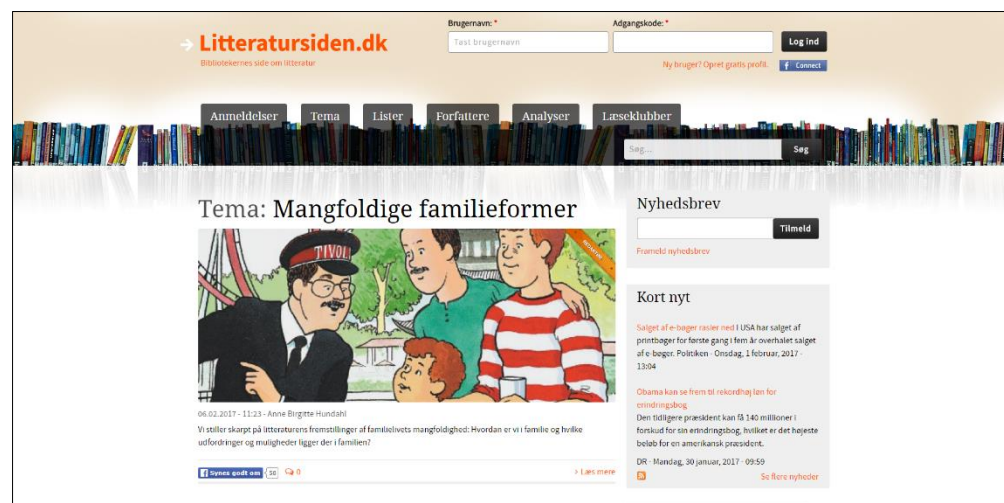 Brugernavn: *
Adgangskode: *
Litteratursiden.dk
Tast brugernavn
Log ind
Bibliotekernes side om litteratur
Ny bruger? Opret gratis profil.
f Connect
Anmeldelser
Tema
Lister
Forfattere
Analyser
Læseklubber
Søg...
Søg
Tema: Mangfoldige familieformer
TIVOLI
Nyhedsbrev
Tilmeld
Frameld nyhedsbrev
Kort nyt
Salget af e-bøger rasler ned I USA har salget af
printbøger for første gang i fem år overhalet salget
af e-bøger. Politiken - Onsdag, 1 februar, 2017 -
13:04
Obama kan se frem til rekordhøj løn for
erindringsbog
Den tidligere præsident kan få 140 millioner i
forskud for sin erindringsbog, hvilket er det højeste
beløb for en amerikansk præsident.
DR - Mandag, 30 januar, 2017 - 09:59
Se flere nyheder
06.02.2017 - 11:23 - Anne Birgitte Hundahl
Vi stiller skarpt på litteraturens fremstillinger af familielivets mangfoldighed: Hvordan er vi i familie og hvilke
udfordringer og muligheder ligger der i familien?
f Synes godt om 50 0
› Læs mere